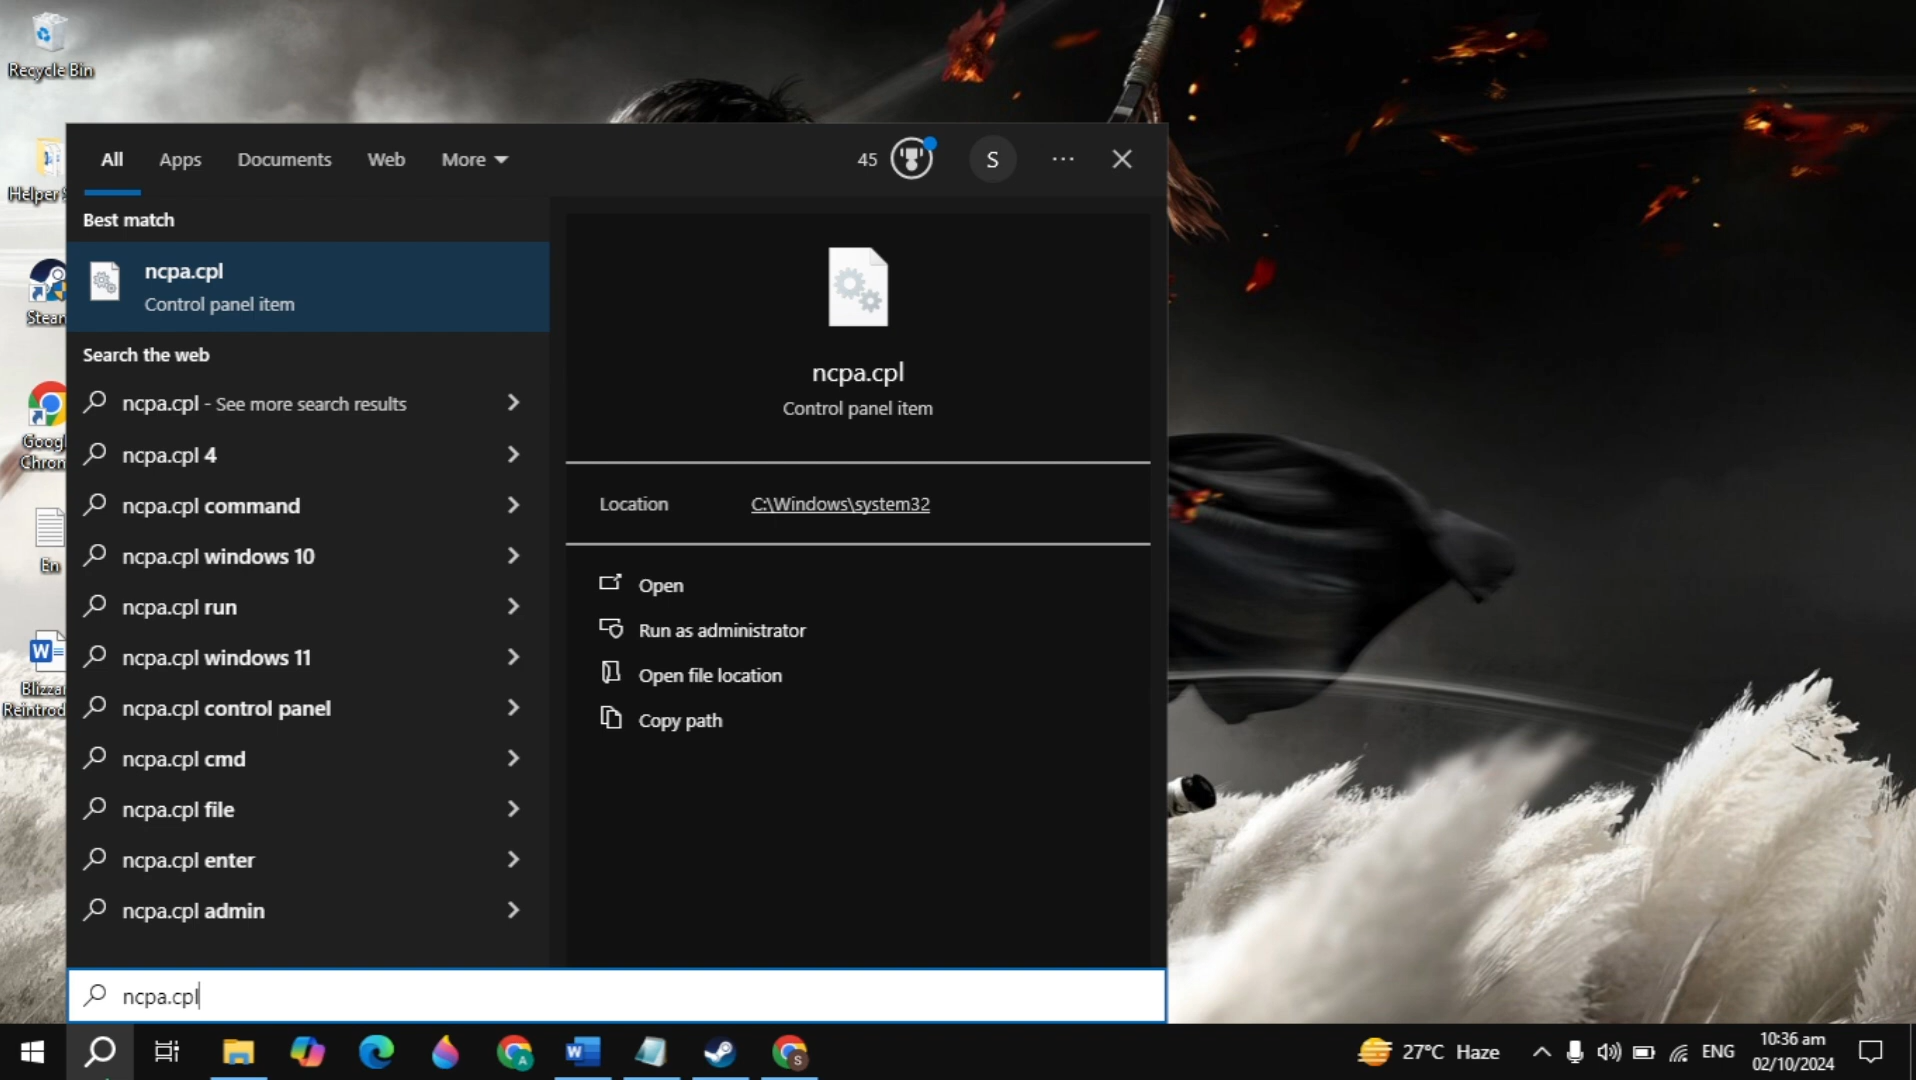 Recycle Bin
Helper S
Steam
Googl
Chrom
En
Blizzar
Reintrod
All
Apps
Documents
Web
More
45
S
Best match
ncpa.cpl
Control panel item
Search the web
ncpa.cpl - See more search results
ncpa.cpl 4
ncpa.cpl command
ncpa.cpl windows 10
ncpa.cpl run
ncpa.cpl windows 11
ncpa.cpl control panel
ncpa.cpl cmd
ncpa.cpl file
ncpa.cpl enter
ncpa.cpl admin
ncpa.cpl
Control panel item
Location C:\Windows\system32
Open
Run as administrator
Open file location
Copy path
ncpa.cpl
27°C Haze
ENG
10:36 am
02/10/2024